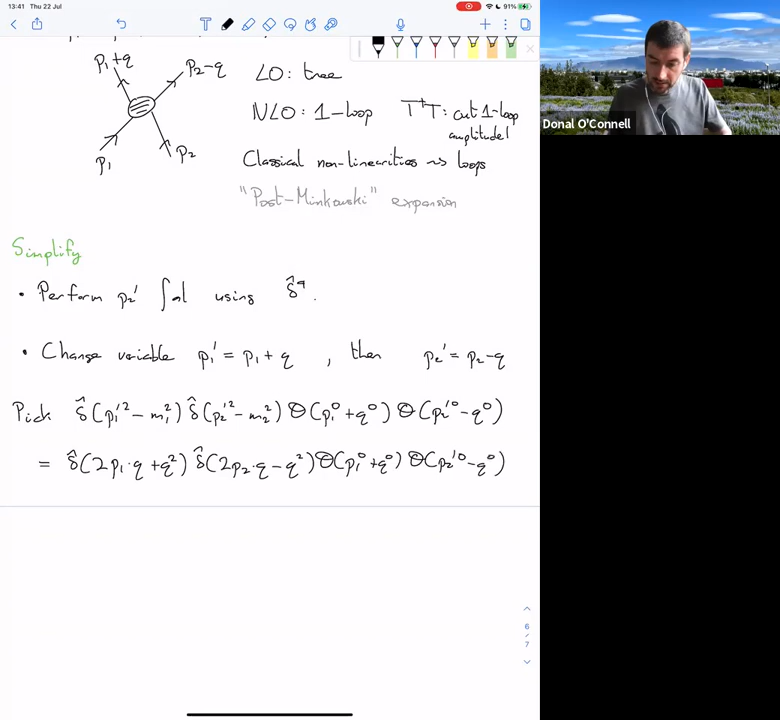 13:41 Thu 22 Jul
91%
P₁+q
P₂-q
P₁
P₂
LO: tree
NLO: 1-loop
T†T: cut 1-loop
amplitude!
Classical non-linearities ⇝ loops
"Post-Minkowski" expansion
Simplify
• Perform p₂' ∫al using δ̂⁴.
• Change variable p₁' = p₁ + q , then p₂' = p₂ - q
Pick δ̂(p₁'² - m₁²) δ̂(p₂'² - m₂²) Θ(p₁⁰ + q⁰) Θ(p₂'⁰ - q⁰)
= δ̂(2p₁·q + q²) δ̂(2p₂·q - q²) Θ(p₁⁰ + q⁰) Θ(p₂'⁰ - q⁰)
6
/
7
Donal O'Connell